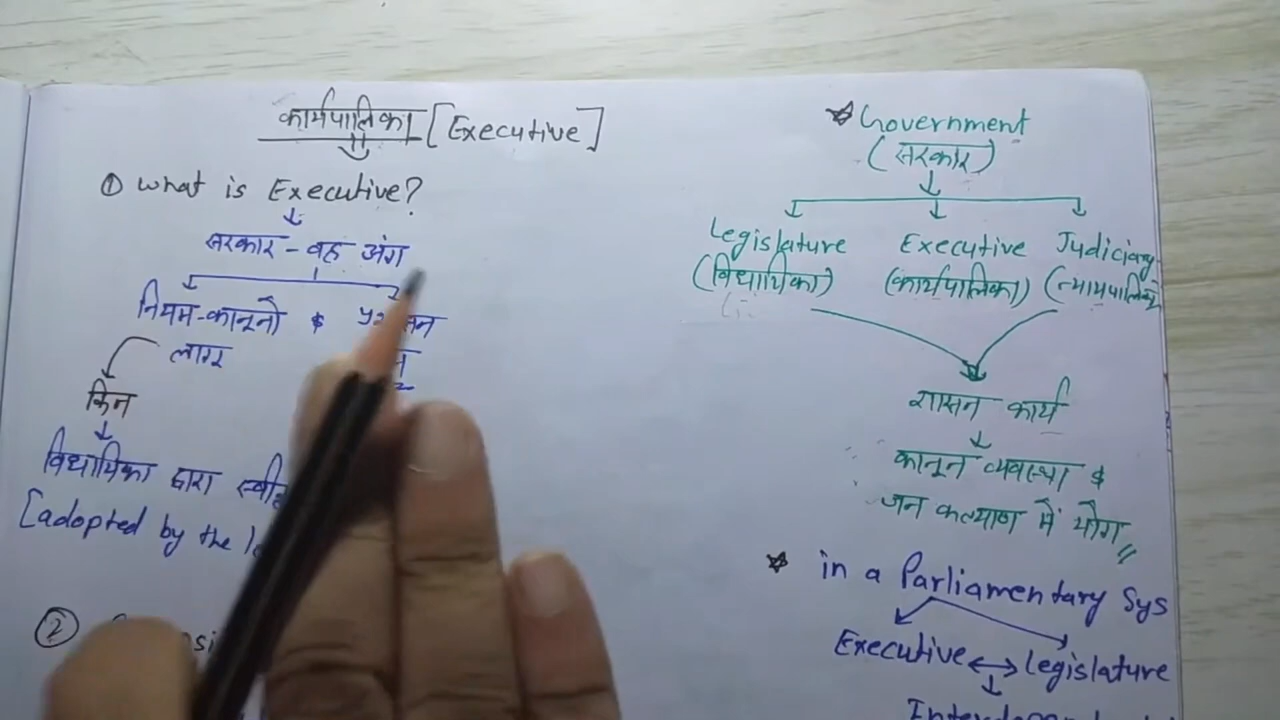 कार्यपालिका [Executive]
① What is Executive?
सरकार - वह अंग
नियम-कानूनों &
लागू
किन
विधायिका द्वारा
[adopted by the
②
Government
(सरकार)
Legislature Executive Judiciary
(विधायिका) (कार्यपालिका)
शासन कार्य
कानून व्यवस्था &
जन कल्याण में योग
in a Parliamentary Sys
Executive ↔ Legislature